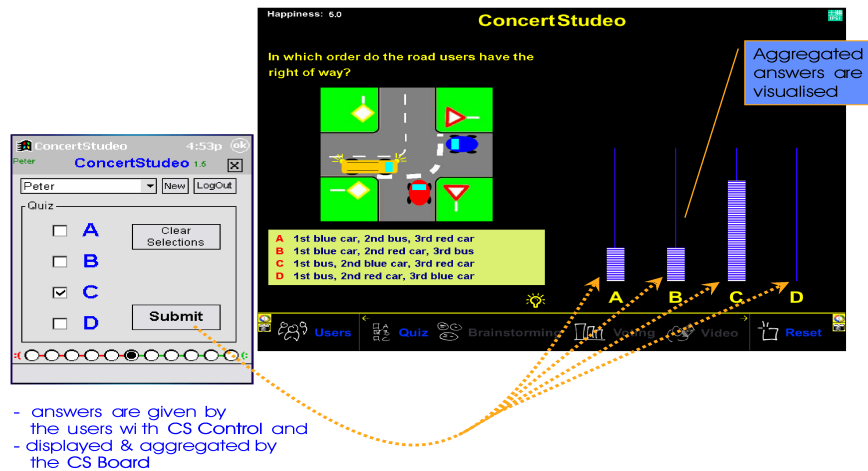 Happiness: 5.0
ConcertStudeo
In which order do the road users have the
right of way?
Aggregated
answers are
visualised
A 1st blue car, 2nd bus, 3rd red car
B 1st blue car, 2nd red car, 3rd bus
C 1st bus, 2nd blue car, 3rd red car
D 1st bus, 2nd red car, 3rd blue car
A B C D
Users Quiz Brainstorming Voting Video Reset
ConcertStudeo 4:53p ok
Peter ConcertStudeo 1.5
Peter New LogOut
Quiz
A
Clear
Selections
B
C
D
Submit
:( (:
- answers are given by
the users with CS Control and
- displayed & aggregated by
the CS Board